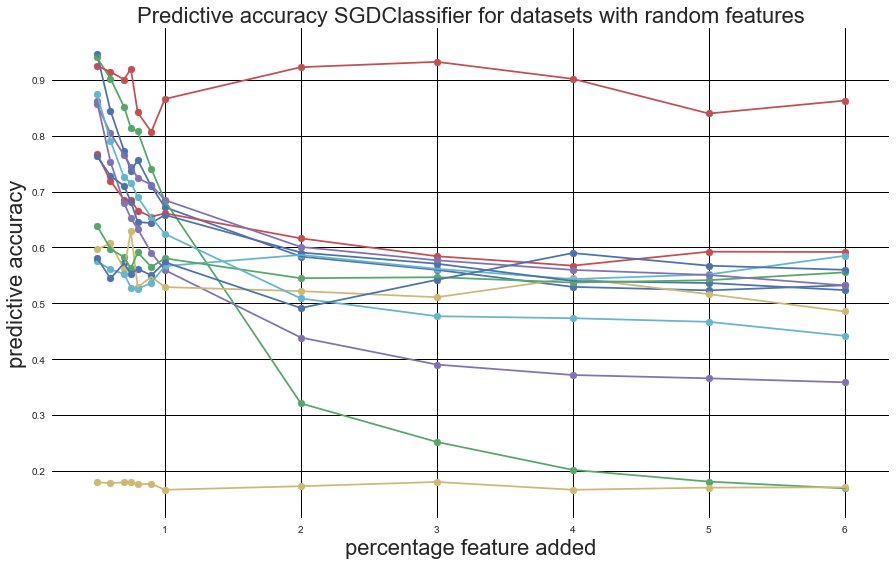 Predictive accuracy SGDClassifier for datasets with random features
predictive accuracy
0.9
0.8
0.7
0.6
0.5
0.4
0.3
0.2
1 2 3 4 5 6
percentage feature added